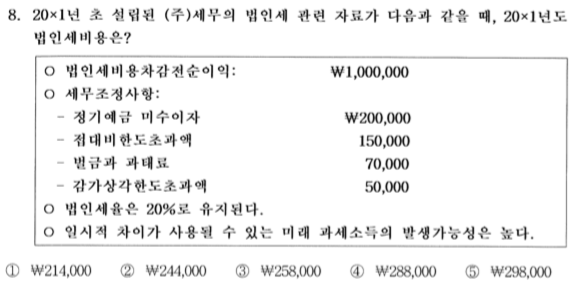 8. 20×1년 초 설립된 (주)세무의 법인세 관련 자료가 다음과 같을 때, 20×1년도
법인세비용은?
○ 법인세비용차감전순이익: ₩1,000,000
○ 세무조정사항:
- 정기예금 미수이자 ₩200,000
- 접대비한도초과액 150,000
- 벌금과 과태료 70,000
- 감가상각한도초과액 50,000
○ 법인세율은 20%로 유지된다.
○ 일시적 차이가 사용될 수 있는 미래 과세소득의 발생가능성은 높다.
① ₩214,000 ② ₩244,000 ③ ₩258,000 ④ ₩288,000 ⑤ ₩298,000